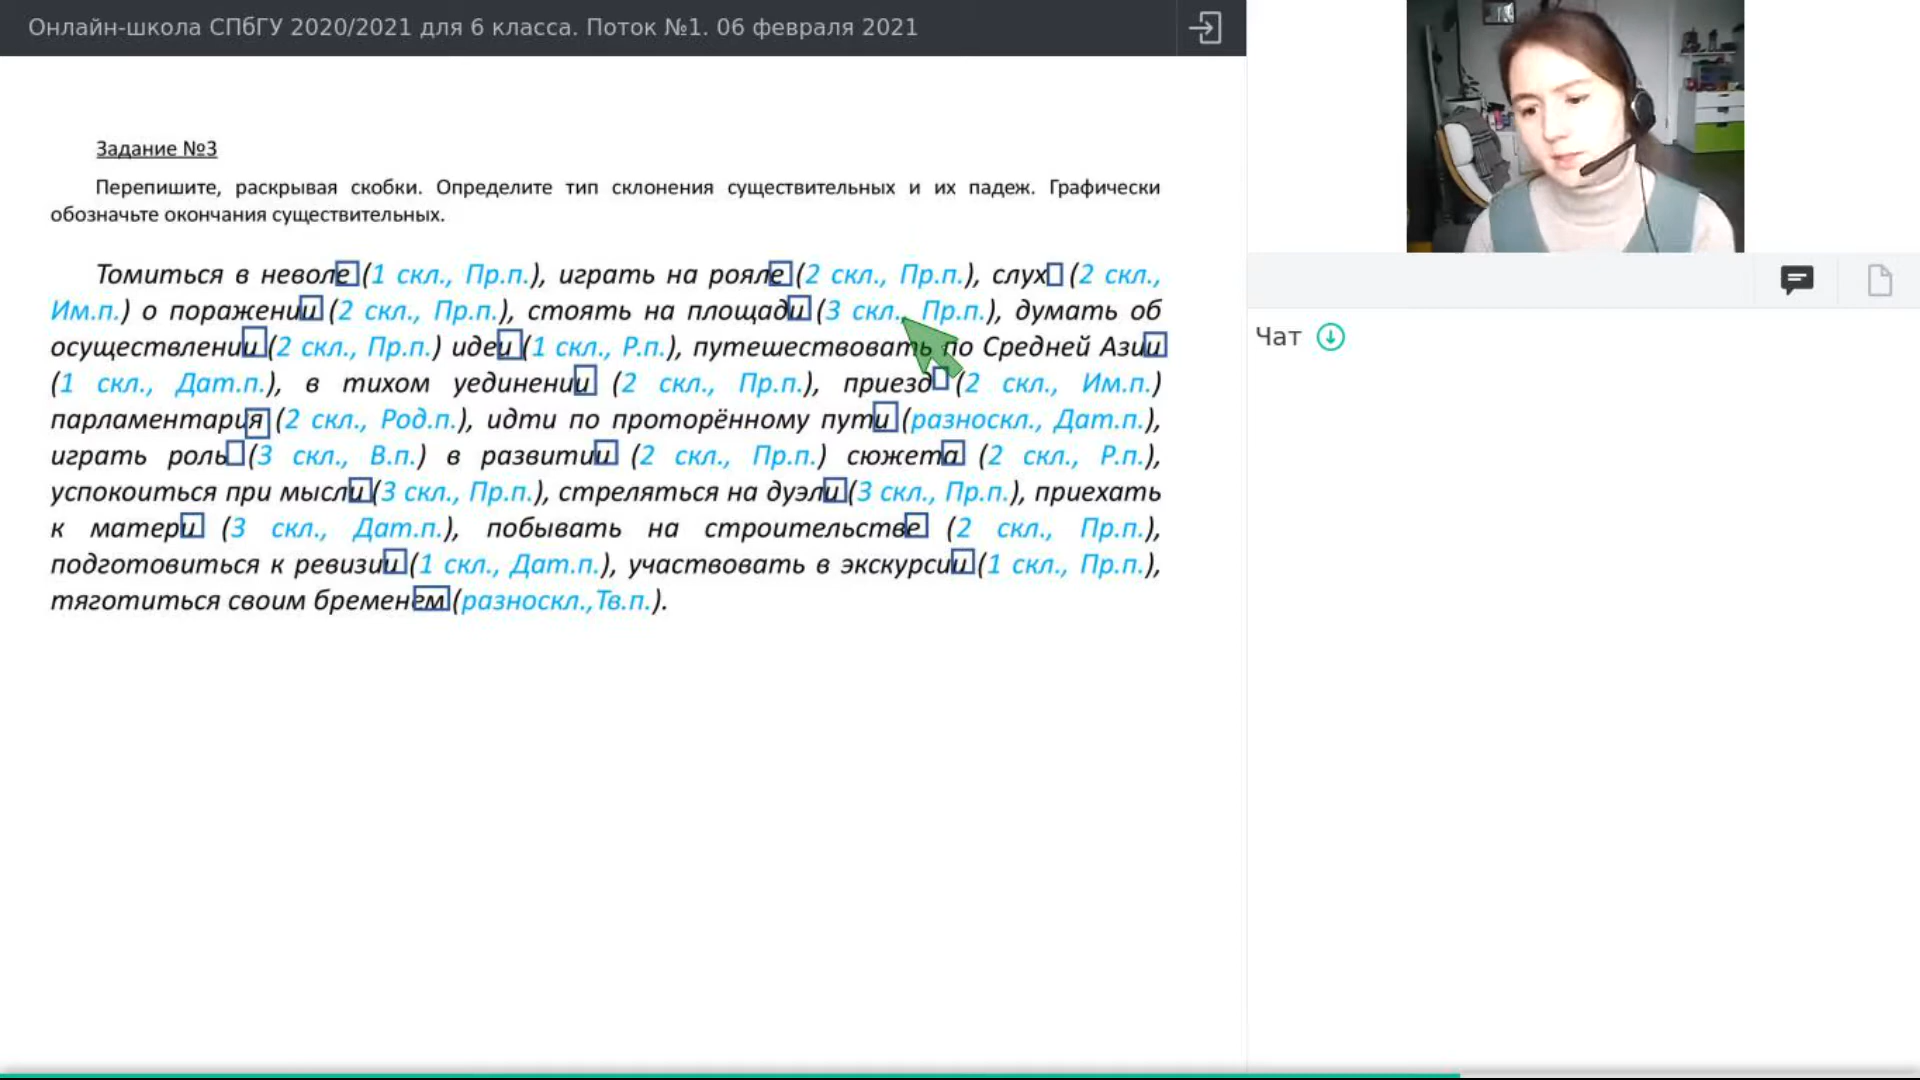 Онлайн-школа СПбГУ 2020/2021 для 6 класса. Поток №1. 06 февраля 2021
Задание №3
Перепишите, раскрывая скобки. Определите тип склонения существительных и их падеж. Графически
обозначьте окончания существительных.
Томиться в неволе (1 скл., Пр.п.), играть на рояле (2 скл., Пр.п.), слух (2 скл.,
Им.п.) о поражении (2 скл., Пр.п.), стоять на площади (3 скл., Пр.п.), думать об
осуществлении (2 скл., Пр.п.) идеи (1 скл., Р.п.), путешествовать по Средней Азии
(1 скл., Дат.п.), в тихом уединении (2 скл., Пр.п.), приезд (2 скл., Им.п.)
парламентария (2 скл., Род.п.), идти по проторённому пути (разноскл., Дат.п.),
играть роль (3 скл., В.п.) в развитии (2 скл., Пр.п.) сюжета (2 скл., Р.п.),
успокоиться при мысли (3 скл., Пр.п.), стреляться на дуэли (3 скл., Пр.п.), приехать
к матери (3 скл., Дат.п.), побывать на строительстве (2 скл., Пр.п.),
подготовиться к ревизии (1 скл., Дат.п.), участвовать в экскурсии (1 скл., Пр.п.),
тяготиться своим бременем (разноскл.,Тв.п.).
Чат